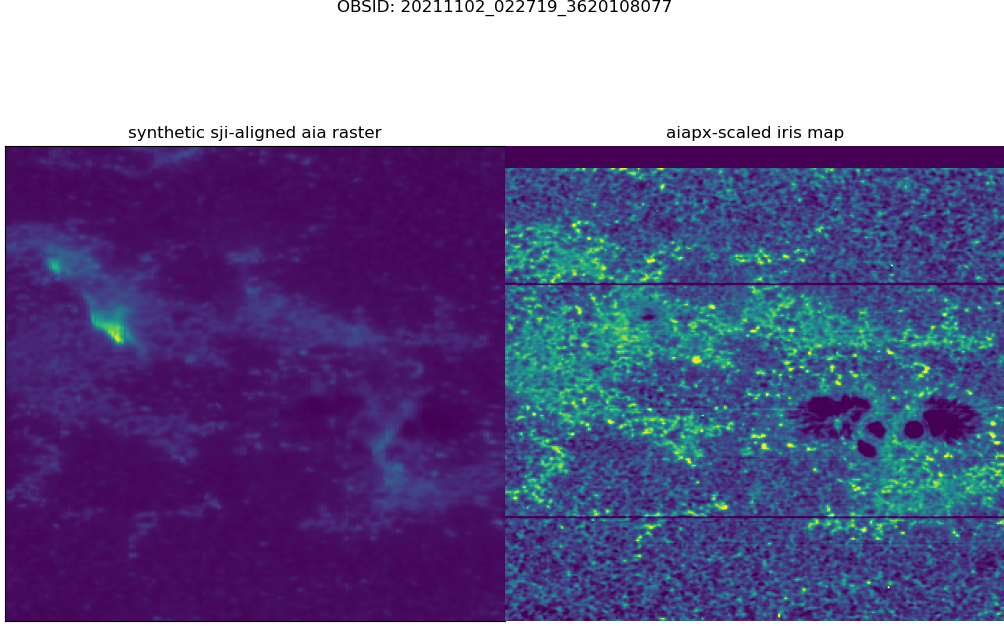 OBSID: 20211102_022719_3620108077
synthetic sji-aligned aia raster
aiapx-scaled iris map